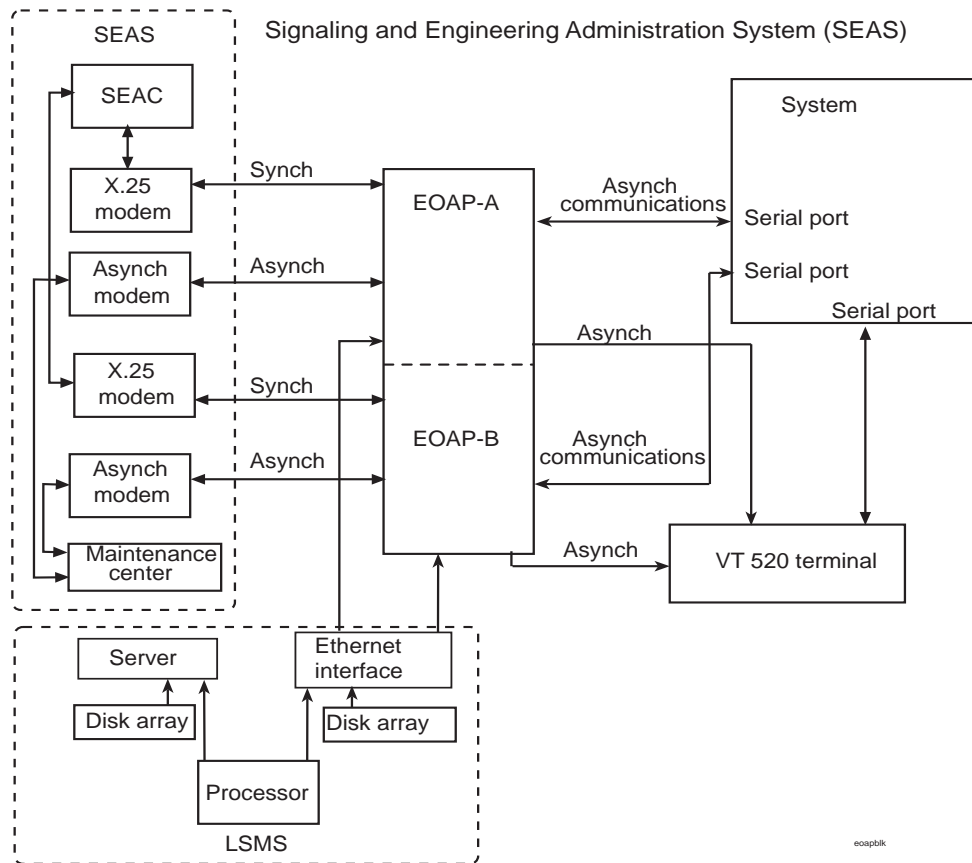 SEAS
Signaling and Engineering Administration System (SEAS)
SEAC
System
X.25
modem
Synch
EOAP-A
Asynch
communications
Serial port
Asynch
modem
Asynch
Serial port
Serial port
Asynch
X.25
modem
Synch
EOAP-B
Asynch
communications
Asynch
modem
Asynch
Maintenance
center
Asynch
VT 520 terminal
Server
Ethernet
interface
Disk array
Disk array
Processor
LSMS
eoapblk